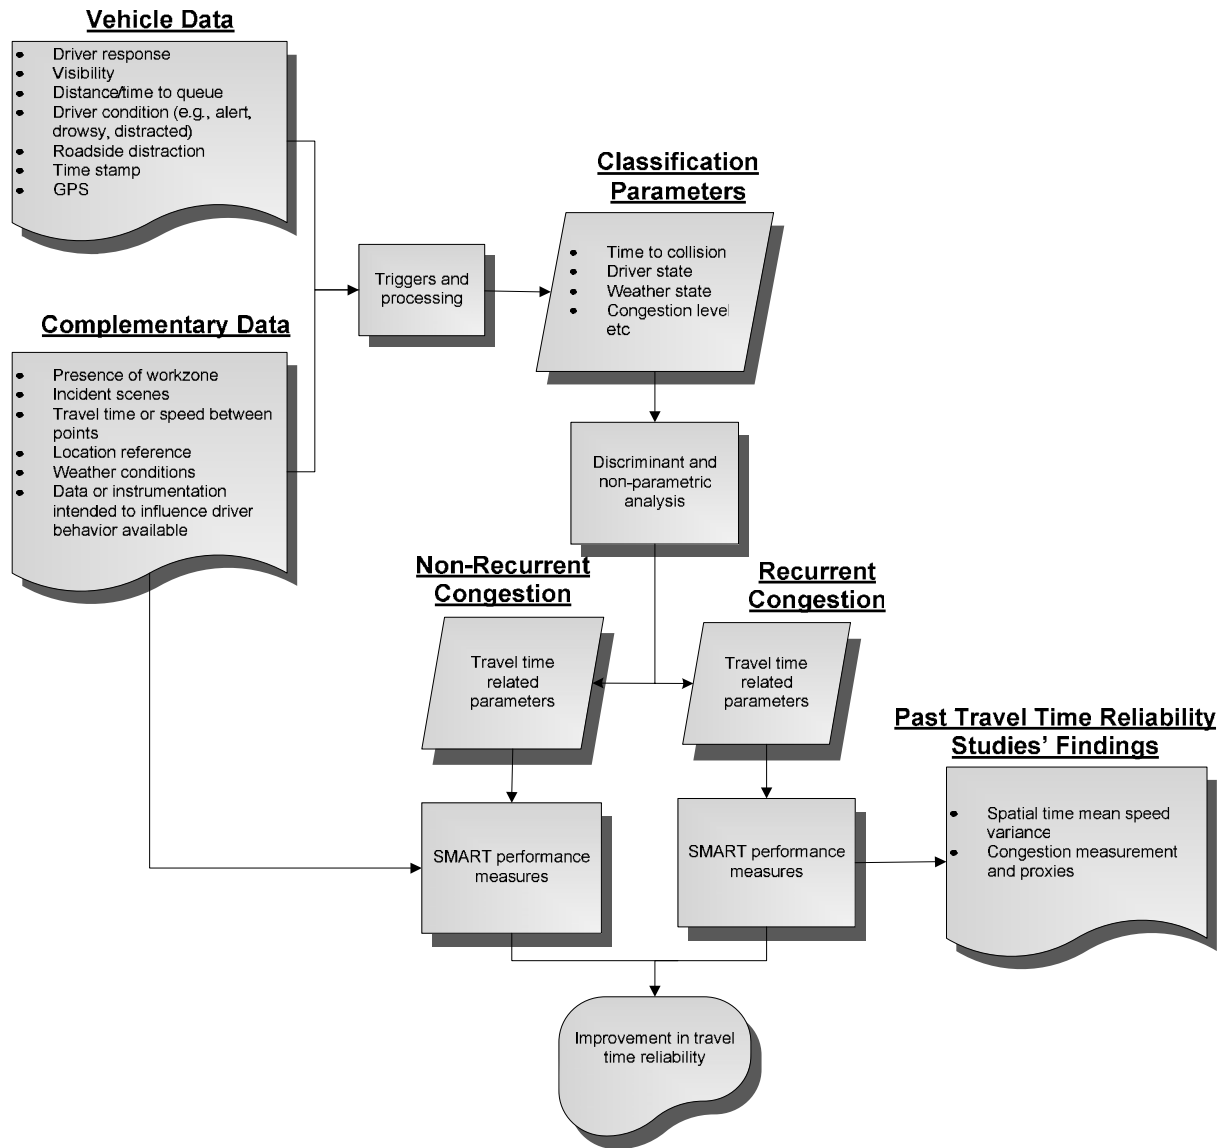 Vehicle Data
• Driver response
• Visibility
• Distance/time to queue
• Driver condition (e.g., alert,
drowsy, distracted)
• Roadside distraction
• Time stamp
• GPS
Complementary Data
• Presence of workzone
• Incident scenes
• Travel time or speed between
points
• Location reference
• Weather conditions
• Data or instrumentation
intended to influence driver
behavior available
Triggers and
processing
Classification
Parameters
• Time to collision
• Driver state
• Weather state
• Congestion level
etc
Discriminant and
non-parametric
analysis
Non-Recurrent
Congestion
Travel time
related
parameters
Recurrent
Congestion
Travel time
related
parameters
SMART performance
measures
SMART performance
measures
Past Travel Time Reliability
Studies’ Findings
• Spatial time mean speed
variance
• Congestion measurement
and proxies
Improvement in travel
time reliability